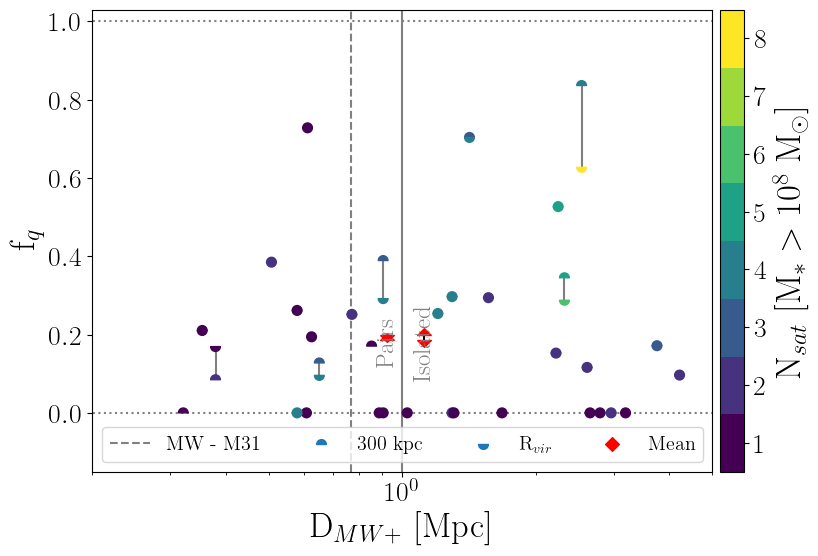 1.0
0.8
0.6
0.4
0.2
0.0
f_q
Pairs
Isolated
MW - M31
300 kpc
R_vir
Mean
10^0
D_MW+ [Mpc]
8
7
6
5
4
3
2
1
N_sat [M_* > 10^8 M_⊙]